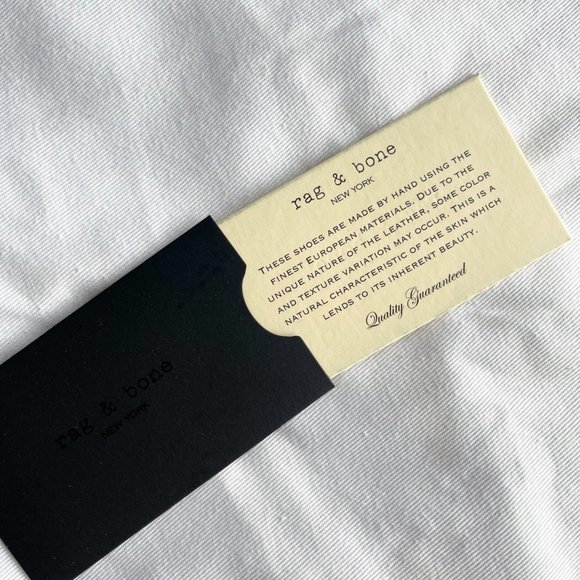 rag & bone
NEW YORK
THESE SHOES ARE MADE BY HAND USING THE
FINEST EUROPEAN MATERIALS. DUE TO THE
UNIQUE NATURE OF THE LEATHER, SOME COLOR
AND TEXTURE VARIATION MAY OCCUR. THIS IS A
NATURAL CHARACTERISTIC OF THE SKIN WHICH
LENDS TO ITS INHERENT BEAUTY.
Quality Guaranteed
rag & bone
NEW YORK